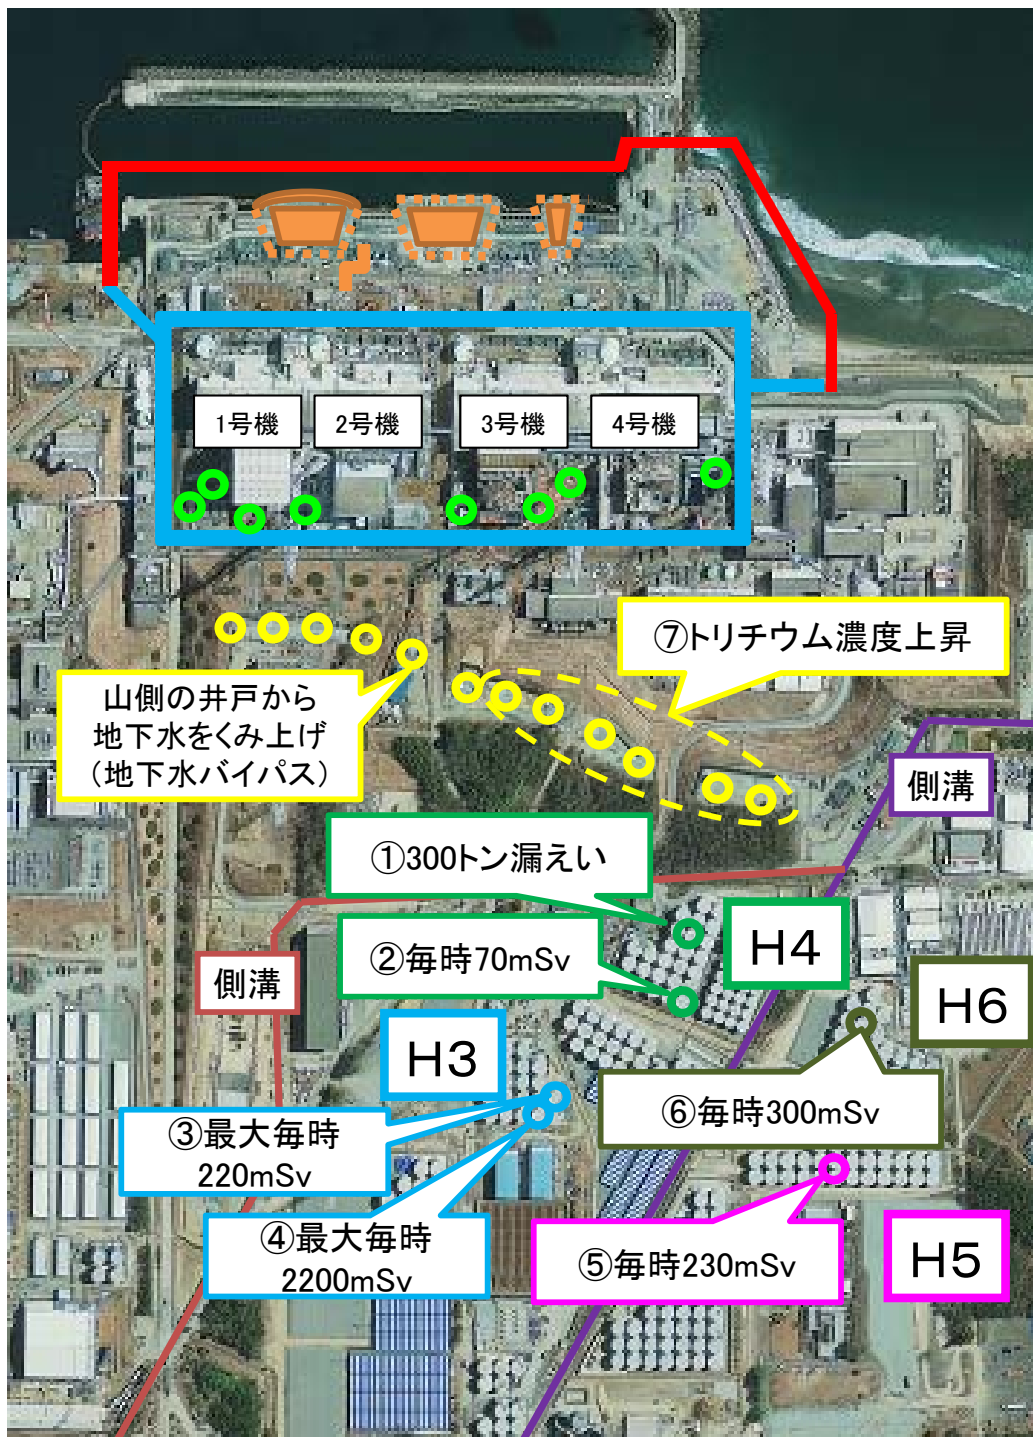 1号機
2号機
3号機
4号機
⑦トリチウム濃度上昇
山側の井戸から
地下水をくみ上げ
（地下水バイパス）
側溝
①300トン漏えい
②毎時70mSv
H4
側溝
H6
H3
③最大毎時
220mSv
⑥毎時300mSv
④最大毎時
2200mSv
⑤毎時230mSv
H5